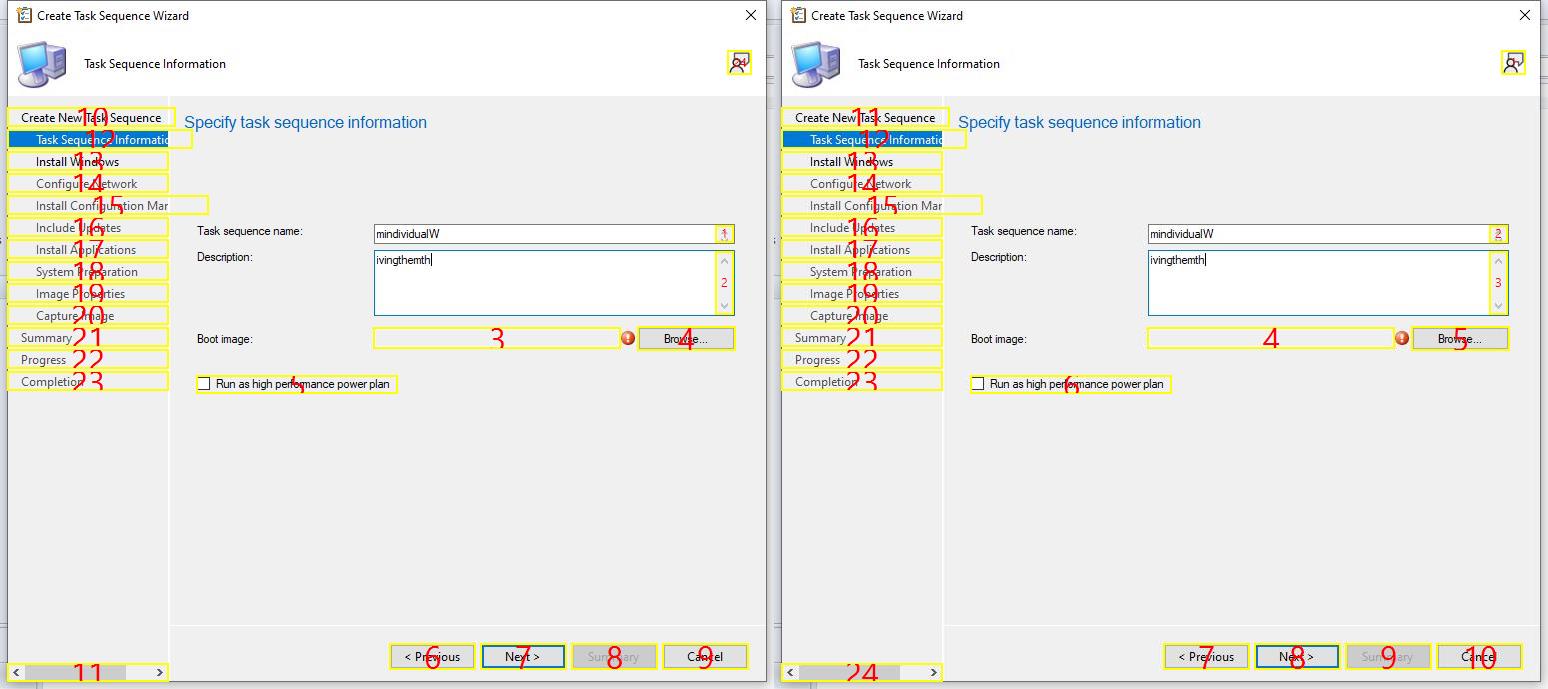 Create Task Sequence Wizard
Task Sequence Information
Create New Task Sequence
Task Sequence Informatio
Install Windows
Configure Network
Install Configuration Mar
Include Updates
Install Applications
System Preparation
Image Properties
Capture Image
Summary
Progress
Completion
10
12
13
14
15
16
17
18
19
20
21
22
23
11
Specify task sequence information
Task sequence name:
mindividualW
1
Description:
ivingthemth
2
Boot image:
3
Browse...
4
Run as high performance power plan
5
< Previous
6
Next >
7
Summary
8
Cancel
9
Create Task Sequence Wizard
Task Sequence Information
Create New Task Sequence
Task Sequence Informatio
Install Windows
Configure Network
Install Configuration Mar
Include Updates
Install Applications
System Preparation
Image Properties
Capture Image
Summary
Progress
Completion
11
12
13
14
15
16
17
18
19
20
21
22
23
24
Specify task sequence information
Task sequence name:
mindividualW
2
Description:
ivingthemth
3
Boot image:
4
Browse...
5
Run as high performance power plan
6
< Previous
7
Next >
8
Summary
9
Cancel
10